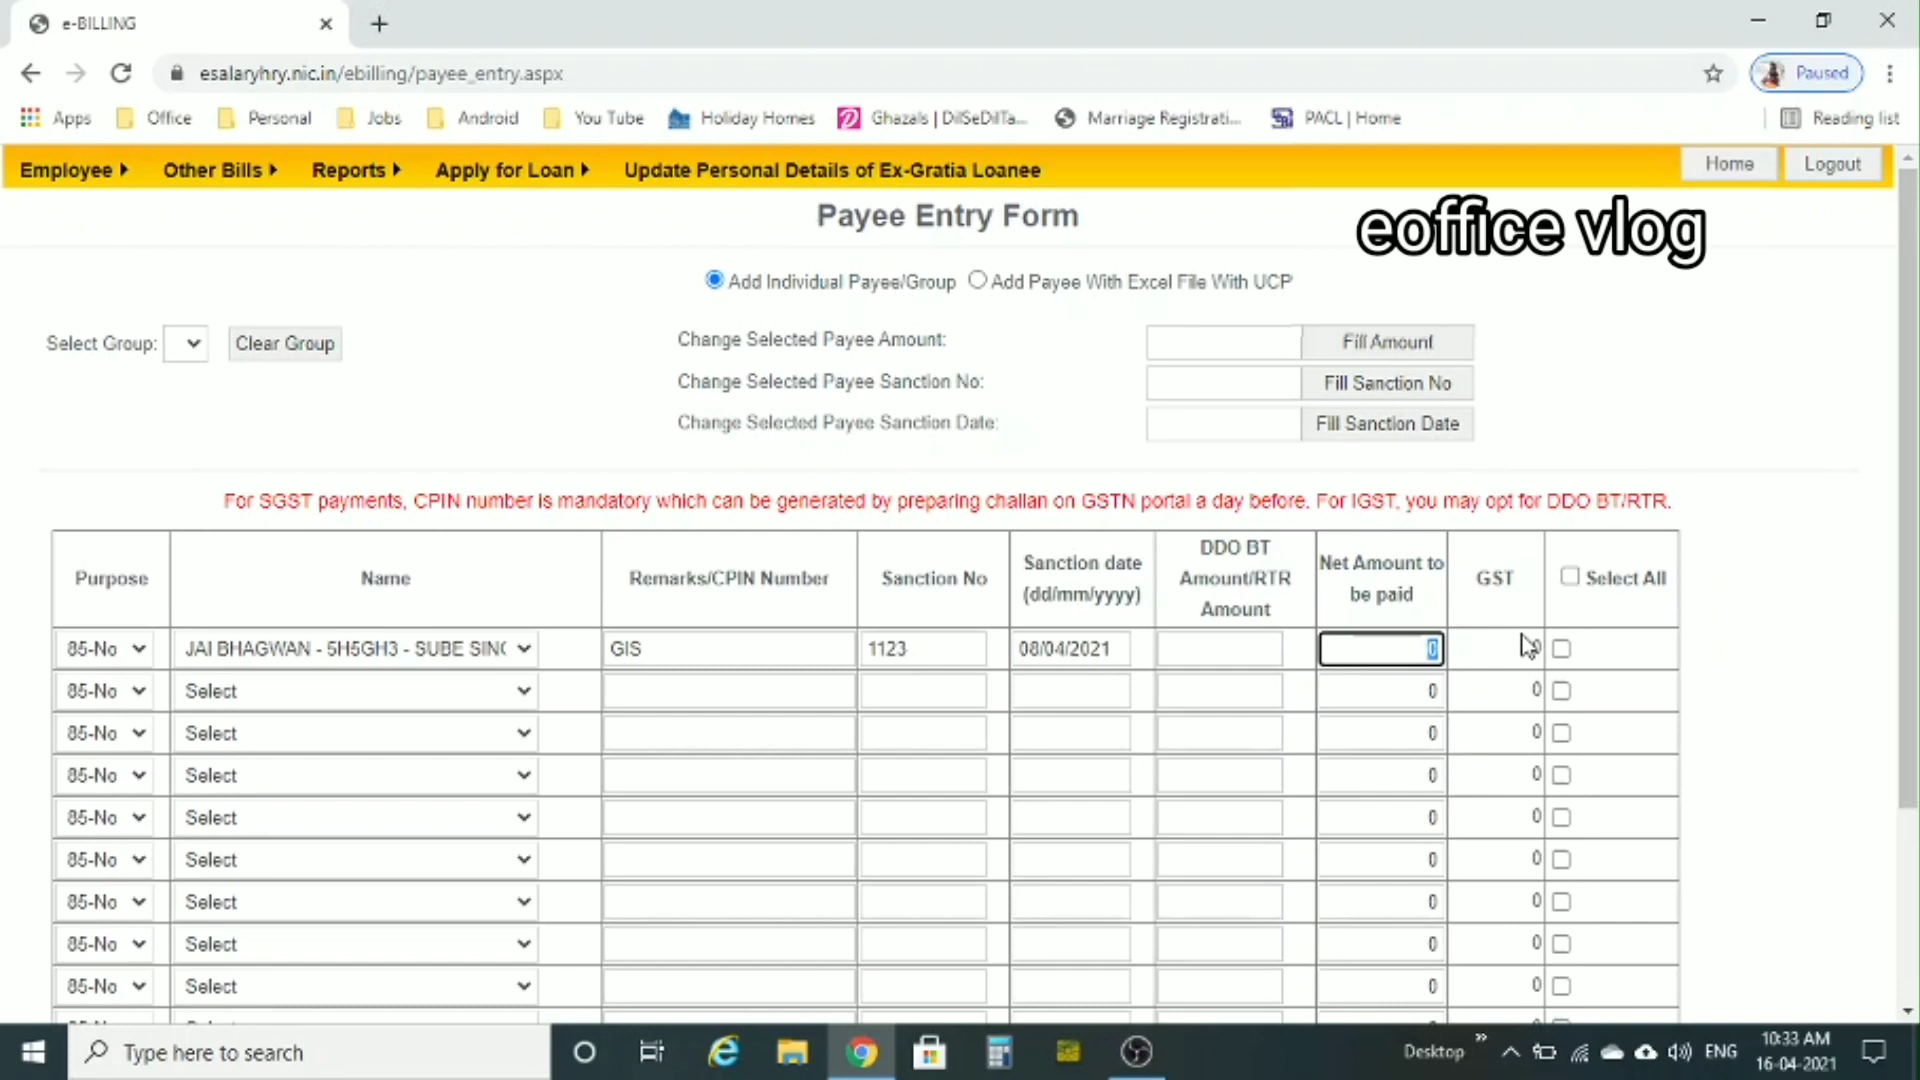 e-BILLING
esalaryhry.nic.in/ebilling/payee_entry.aspx
Paused
Apps Office Personal Jobs Android You Tube Holiday Homes Ghazals | DilSeDilTa... Marriage Registrati... PACL | Home Reading list
Employee Other Bills Reports Apply for Loan Update Personal Details of Ex-Gratia Loanee Home Logout
Payee Entry Form
eoffice vlog
Add Individual Payee/Group Add Payee With Excel File With UCP
Select Group: Clear Group
Change Selected Payee Amount: Fill Amount
Change Selected Payee Sanction No: Fill Sanction No
Change Selected Payee Sanction Date: Fill Sanction Date
For SGST payments, CPIN number is mandatory which can be generated by preparing challan on GSTN portal a day before. For IGST, you may opt for DDO BT/RTR.
Purpose Name Remarks/CPIN Number Sanction No Sanction date (dd/mm/yyyy) DDO BT Amount/RTR Amount Net Amount to be paid GST Select All
85-No JAI BHAGWAN - 5H5GH3 - SUBE SING GIS 1123 08/04/2021 0 0
85-No Select 0 0
85-No Select 0 0
85-No Select 0 0
85-No Select 0 0
85-No Select 0 0
85-No Select 0 0
85-No Select 0 0
85-No Select 0 0
Type here to search
Desktop
ENG
10:33 AM
16-04-2021